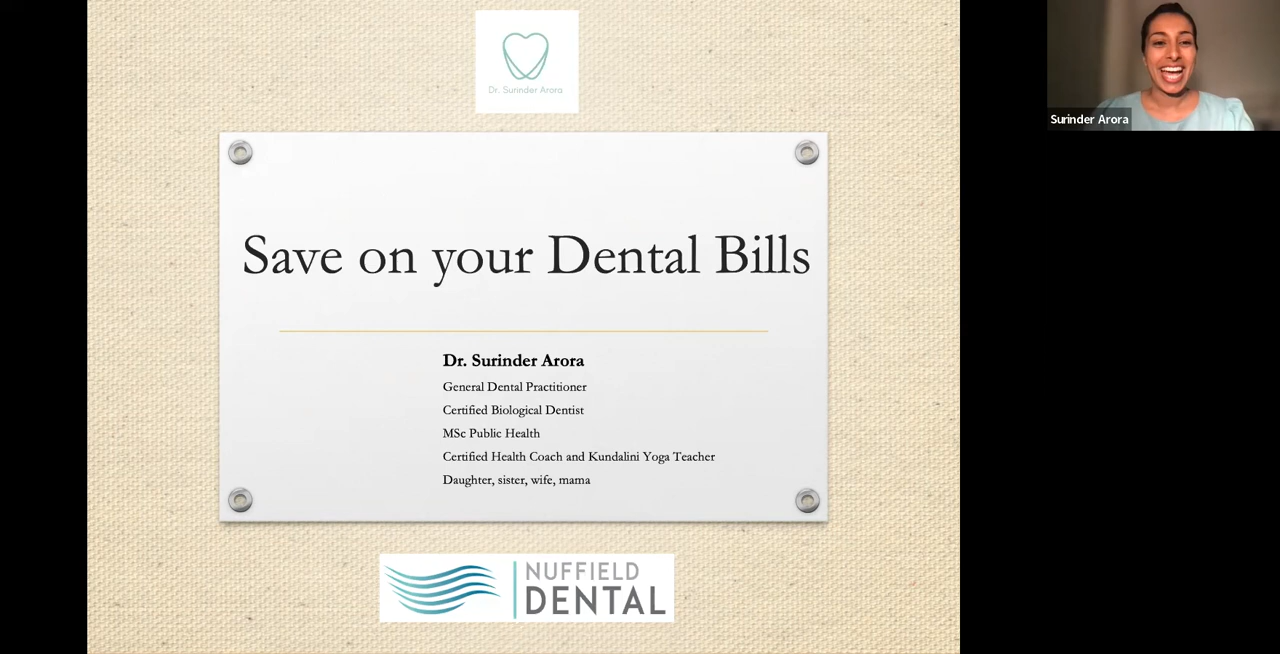 Dr. Surinder Arora
Surinder Arora
Save on your Dental Bills
Dr. Surinder Arora
General Dental Practitioner
Certified Biological Dentist
MSc Public Health
Certified Health Coach and Kundalini Yoga Teacher
Daughter, sister, wife, mama
NUFFIELD
DENTAL